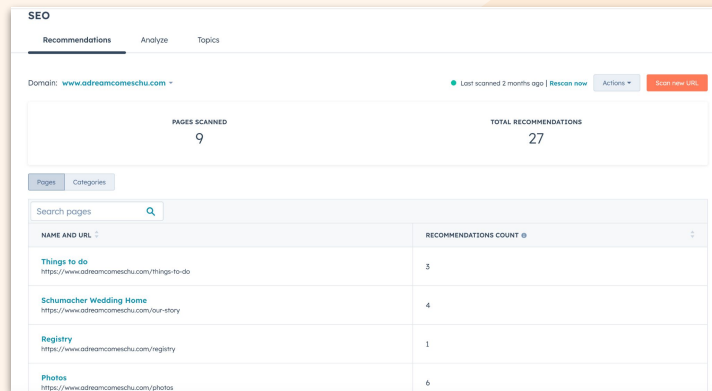 SEO
Recommendations Analyze Topics
Domain: www.adreamcomeschu.com
Last scanned 2 months ago | Rescan now Actions Scan new URL
PAGES SCANNED TOTAL RECOMMENDATIONS
9 27
Pages Categories
Search pages
NAME AND URL RECOMMENDATIONS COUNT
Things to do
https://www.adreamcomeschu.com/things-to-do
3
Schumacher Wedding Home
https://www.adreamcomeschu.com/our-story
4
Registry
https://www.adreamcomeschu.com/registry
1
Photos
https://www.adreamcomeschu.com/photos
6